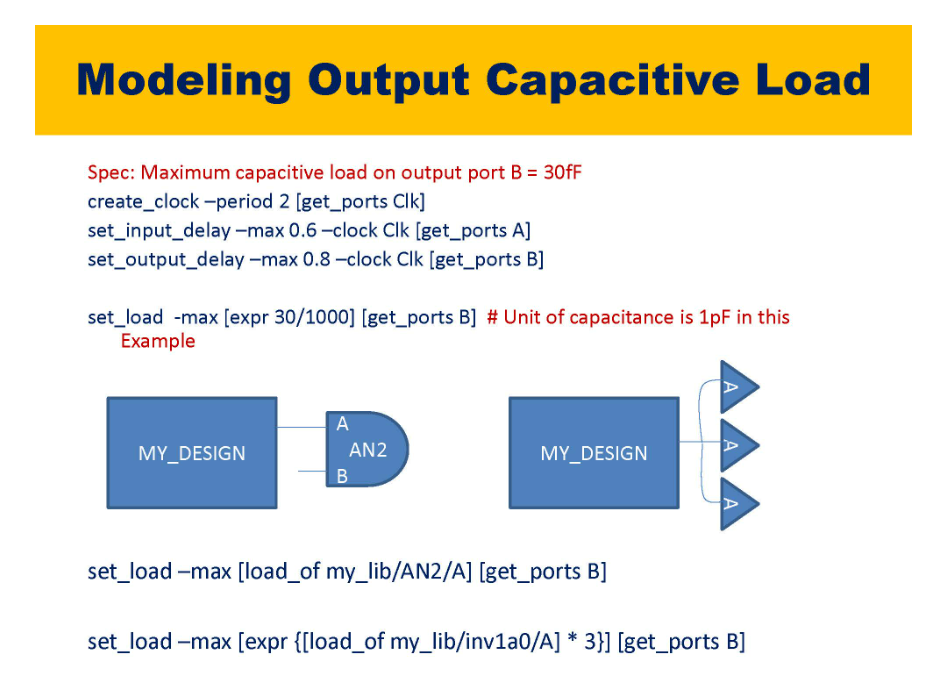 Modeling Output Capacitive Load
Spec: Maximum capacitive load on output port B = 30fF
create_clock –period 2 [get_ports Clk]
set_input_delay –max 0.6 –clock Clk [get_ports A]
set_output_delay –max 0.8 –clock Clk [get_ports B]
set_load -max [expr 30/1000] [get_ports B] # Unit of capacitance is 1pF in this
Example
MY_DESIGN
A
AN2
B
MY_DESIGN
A
A
A
set_load –max [load_of my_lib/AN2/A] [get_ports B]
set_load –max [expr {[load_of my_lib/inv1a0/A] * 3}] [get_ports B]